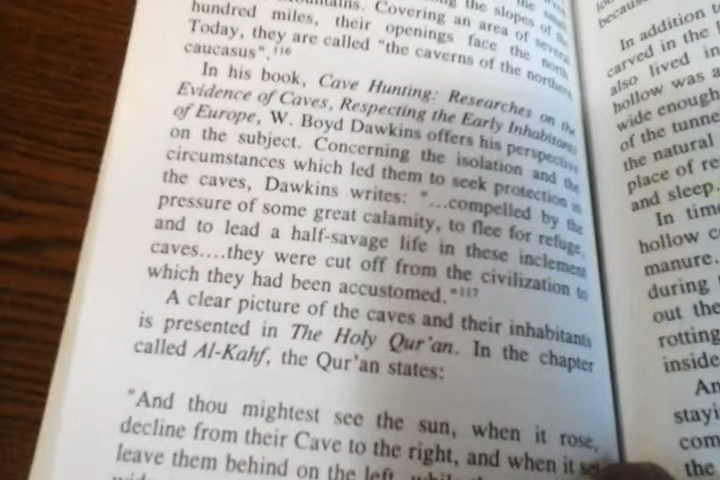 the slopes of
mountains. Covering an area of several
hundred miles, their openings face the north
Today, they are called "the caverns of the northern
caucasus".116
In his book, Cave Hunting: Researches on the
Evidence of Caves, Respecting the Early Inhabitants
of Europe, W. Boyd Dawkins offers his perspective
on the subject. Concerning the isolation and the
circumstances which led them to seek protection in
the caves, Dawkins writes: "...compelled by the
pressure of some great calamity, to flee for refuge,
and to lead a half-savage life in these inclement
caves....they were cut off from the civilization to
which they had been accustomed."117
A clear picture of the caves and their inhabitants
is presented in The Holy Qur'an. In the chapter
called Al-Kahf, the Qur'an states:
"And thou mightest see the sun, when it rose,
decline from their Cave to the right, and when it set
leave them behind on the left, while
becaus
In addition t
carved in the
also lived in
hollow was a
wide enough
of the tunne
the natural
place of re
and sleep.
In tim
hollow c
manure.
during
out the
rotting
inside
An
stayi
com
the